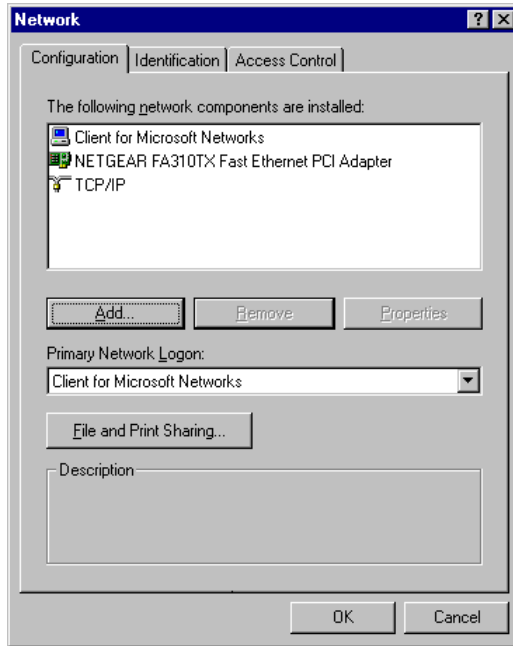 Network
Configuration Identification Access Control
The following network components are installed:
Client for Microsoft Networks
NETGEAR FA310TX Fast Ethernet PCI Adapter
TCP/IP
Add... Remove Properties
Primary Network Logon:
Client for Microsoft Networks
File and Print Sharing...
Description
OK Cancel